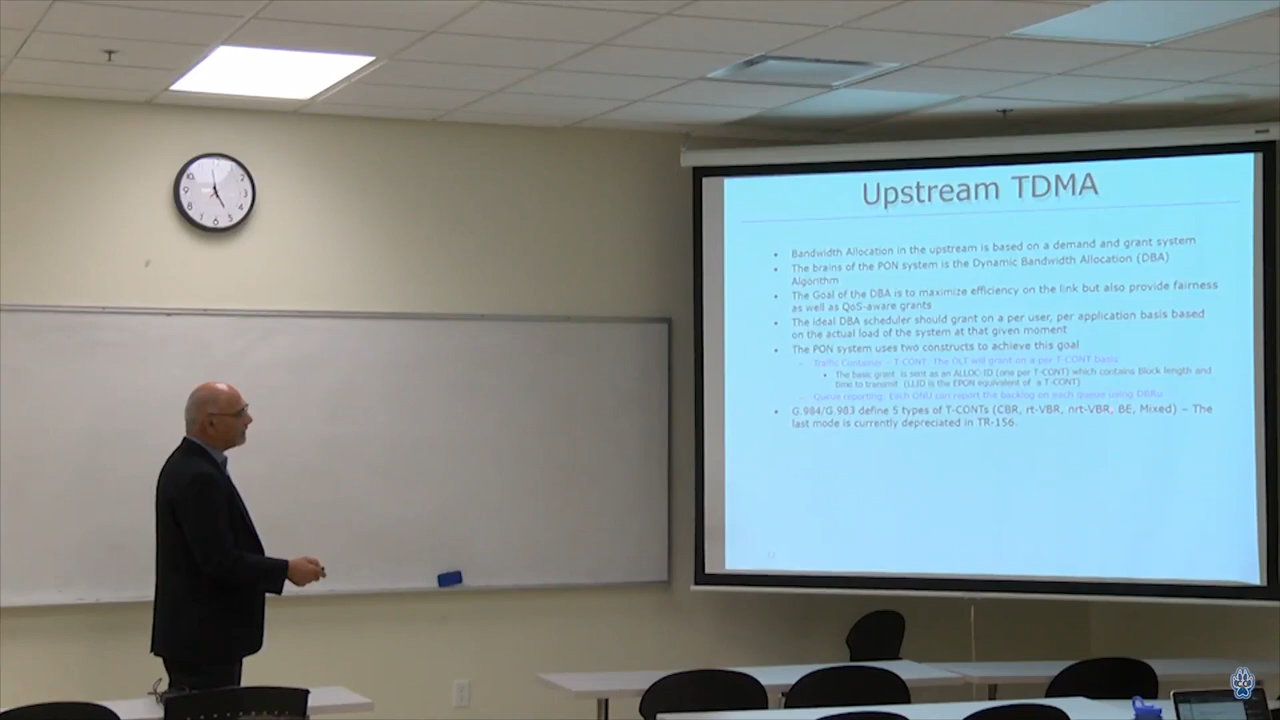 Upstream TDMA
• Bandwidth Allocation in the upstream is based on a demand and grant system
• The brains of the PON system is the Dynamic Bandwidth Allocation (DBA)
Algorithm
• The Goal of the DBA is to maximize efficiency on the link but also provide fairness
as well as QoS-aware grants
• The ideal DBA scheduler should grant on a per user, per application basis based
on the actual load of the system at that given moment
• The PON system uses two constructs to achieve this goal
– Traffic Container – T-CONT: The OLT will grant on a per T-CONT basis
• The basic grant is sent as an ALLOC-ID (one per T-CONT) which contains Block length and
time to transmit (LLID is the EPON equivalent of a T-CONT)
– Queue reporting: Each ONU can report the backlog on each queue using DBRu
• G.984/G.983 define 5 types of T-CONTs (CBR, rt-VBR, nrt-VBR, BE, Mixed) – The
last mode is currently depreciated in TR-156.